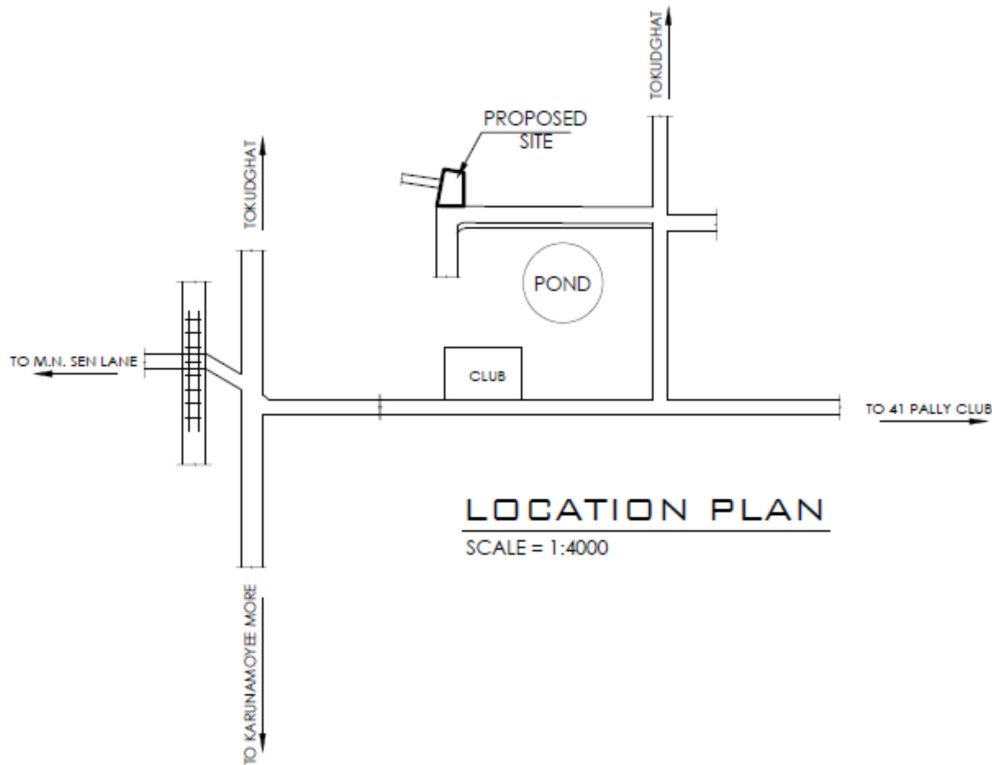 TOKUDGHAT
PROPOSED
SITE
TOKUDGHAT
POND
TO M.N. SEN LANE
CLUB
TO 41 PALLY CLUB
LOCATION PLAN
SCALE = 1:4000
TO KARUNAMOYEE MORE